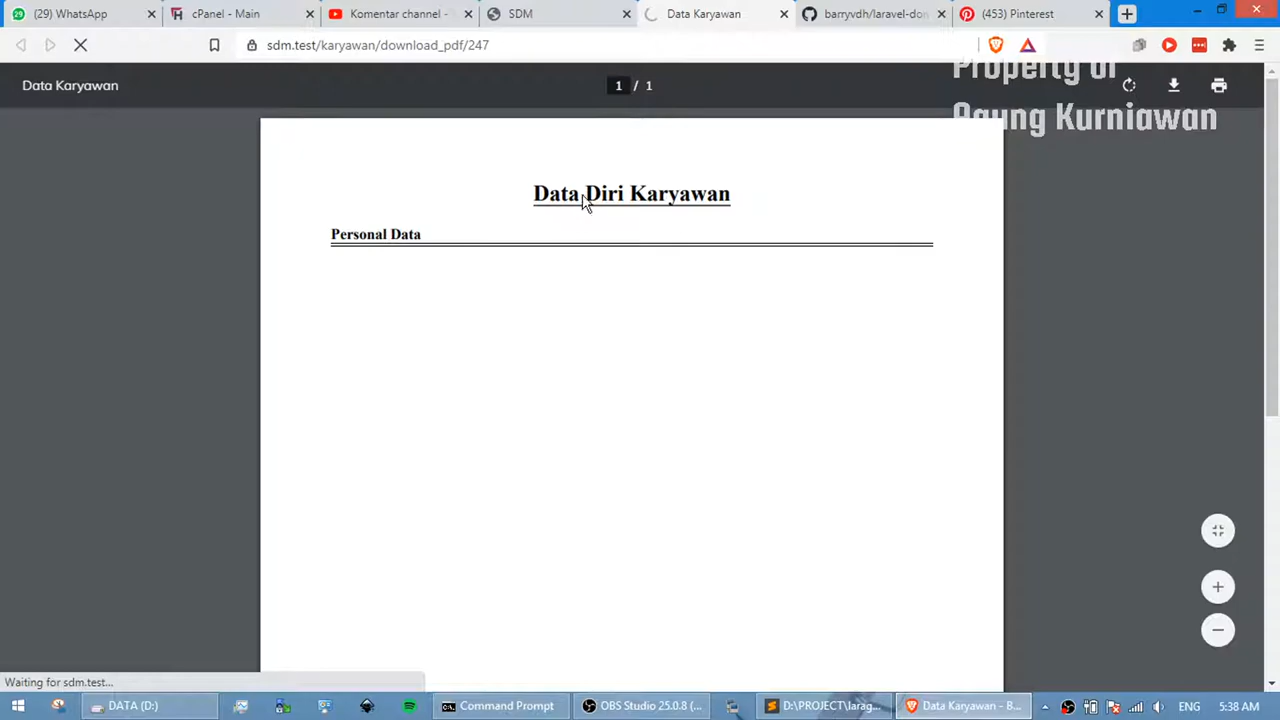 (29) WhatsApp
cPanel - Main
Komentar channel -
SDM
Data Karyawan
barryvdh/laravel-dom
(453) Pinterest
sdm.test/karyawan/download_pdf/247
Property of
Data Karyawan
1 / 1
Agung Kurniawan
Data Diri Karyawan
Personal Data
Waiting for sdm.test...
DATA (D:)
Command Prompt
OBS Studio 25.0.8 (...
D:\PROJECT\larag...
Data Karyawan - B...
ENG
5:38 AM